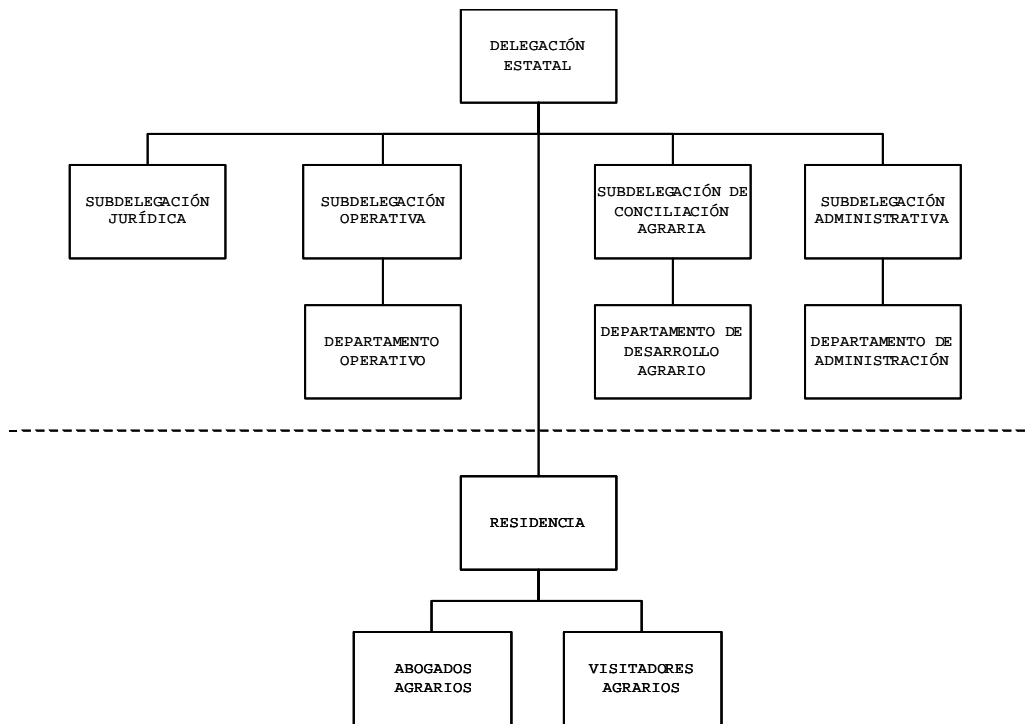 DELEGACIÓN
ESTATAL
SUBDELEGACIÓN
JURÍDICA
SUBDELEGACIÓN
OPERATIVA
SUBDELEGACIÓN DE
CONCILIACIÓN
AGRARIA
SUBDELEGACIÓN
ADMINISTRATIVA
DEPARTAMENTO
OPERATIVO
DEPARTAMENTO DE
DESARROLLO
AGRARIO
DEPARTAMENTO DE
ADMINISTRACIÓN
RESIDENCIA
ABOGADOS
AGRARIOS
VISITADORES
AGRARIOS